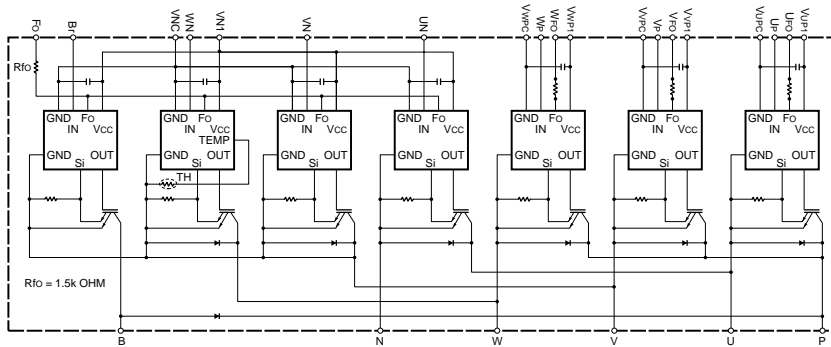 FO Br VNC WN VN1 VN UN VWPC WP WFO VWP1 VVPC VP VFO VVP1 VUPC UP UFO VUP1
RfO
GND FO IN VCC GND OUT Si
GND FO IN VCC TEMP GND OUT Si
GND FO IN VCC GND OUT Si
GND FO IN VCC GND OUT Si
GND FO IN VCC GND OUT Si
GND FO IN VCC GND OUT Si
GND FO IN VCC GND OUT Si
TH
RfO = 1.5k OHM
B N W V U P